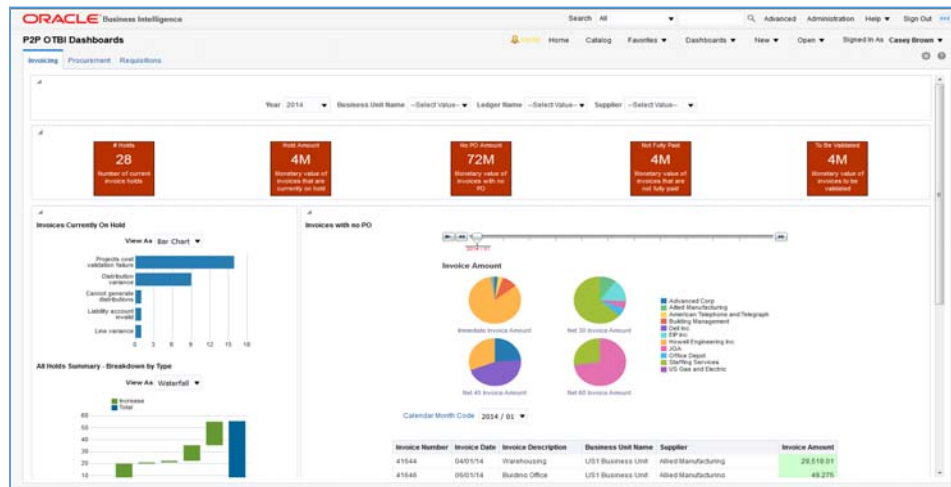 ORACLE Business Intelligence
Search All
Advanced Administration Help Sign Out
P2P OTBI Dashboards
Home Catalog Favorites Dashboards New Open Signed In As Casey Brown
Invoicing Procurement Requisitions
Year 2014 Business Unit Name --Select Value-- Ledger Name --Select Value-- Supplier --Select Value--
# Holds
28
Number of current
invoice holds
Hold Amount
4M
Monetary value of
invoices that are
currently on hold
No PO Amount
72M
Monetary value of
invoices with no
PO
Not Fully Paid
4M
Monetary value of
invoices that are
not fully paid
To Be Validated
4M
Monetary value of
invoices to be
validated
Invoices Currently On Hold
View As Bar Chart
Projects cost
validation failure
Distribution
variance
Cannot generate
distributions
Liability account
invalid
Line variance
0 3 6 9 12 15 18
All Holds Summary - Breakdown by Type
View As Waterfall
Increase
Total
60
50
40
30
20
10
Invoices with no PO
2014 / 01
Invoice Amount
Immediate Invoice Amount
Net 30 Invoice Amount
Net 45 Invoice Amount
Net 60 Invoice Amount
Advanced Corp
Allied Manufacturing
American Telephone and Telegraph
Building Management
Dell Inc.
EIP Inc
Howell Engineering Inc.
JOA
Office Depot
Staffing Services
US Gas and Electric
Calendar Month Code 2014 / 01
Invoice Number Invoice Date Invoice Description Business Unit Name Supplier Invoice Amount
41644 04/01/14 Warehousing US1 Business Unit Allied Manufacturing 29,519.01
41646 06/01/14 Building Office US1 Business Unit Allied Manufacturing 49,275